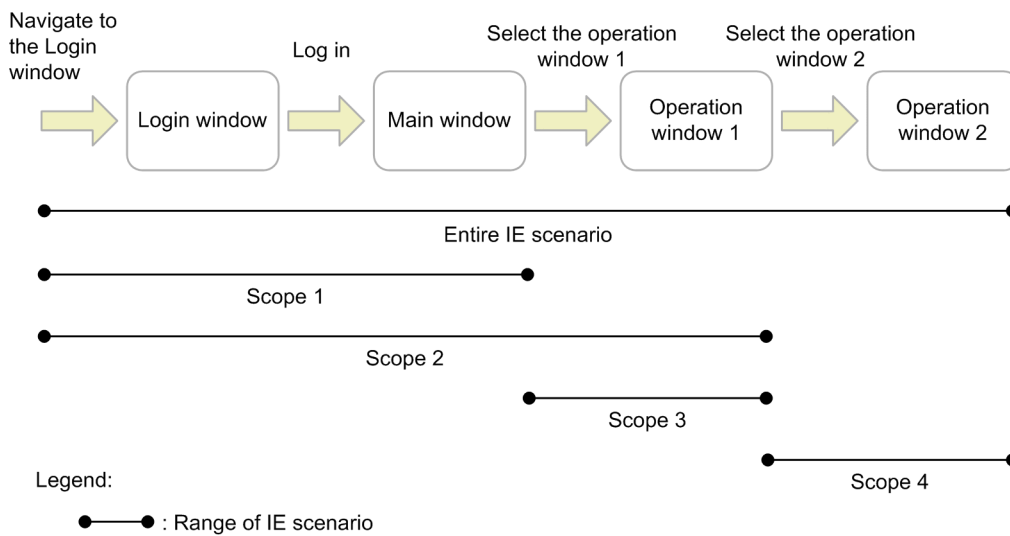 Navigate to
the Login
window
Log in
Select the operation
window 1
Select the operation
window 2
Login window
Main window
Operation
window 1
Operation
window 2
Entire IE scenario
Scope 1
Scope 2
Scope 3
Scope 4
Legend:
: Range of IE scenario